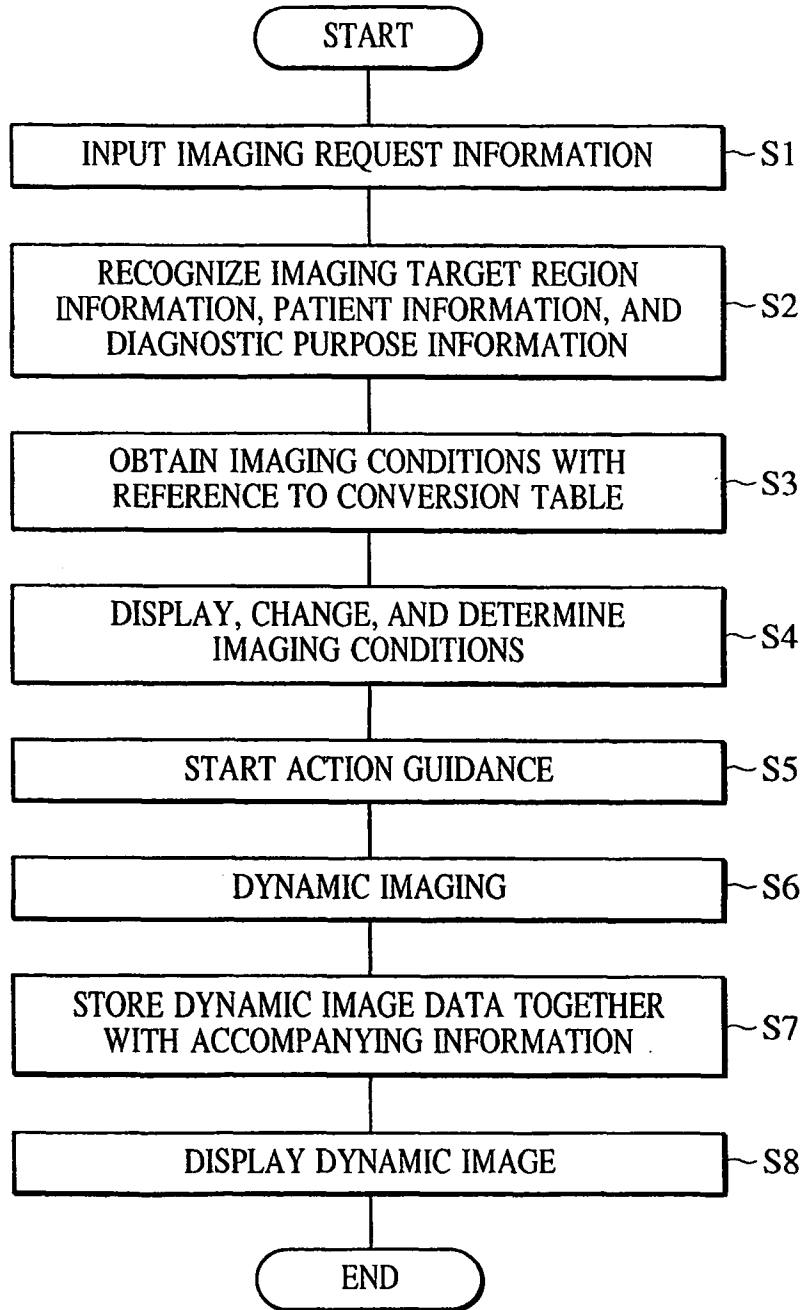 START
INPUT IMAGING REQUEST INFORMATION
S1
RECOGNIZE IMAGING TARGET REGION
INFORMATION, PATIENT INFORMATION, AND
DIAGNOSTIC PURPOSE INFORMATION
S2
OBTAIN IMAGING CONDITIONS WITH
REFERENCE TO CONVERSION TABLE
S3
DISPLAY, CHANGE, AND DETERMINE
IMAGING CONDITIONS
S4
START ACTION GUIDANCE
S5
DYNAMIC IMAGING
S6
STORE DYNAMIC IMAGE DATA TOGETHER
WITH ACCOMPANYING INFORMATION
S7
DISPLAY DYNAMIC IMAGE
S8
END